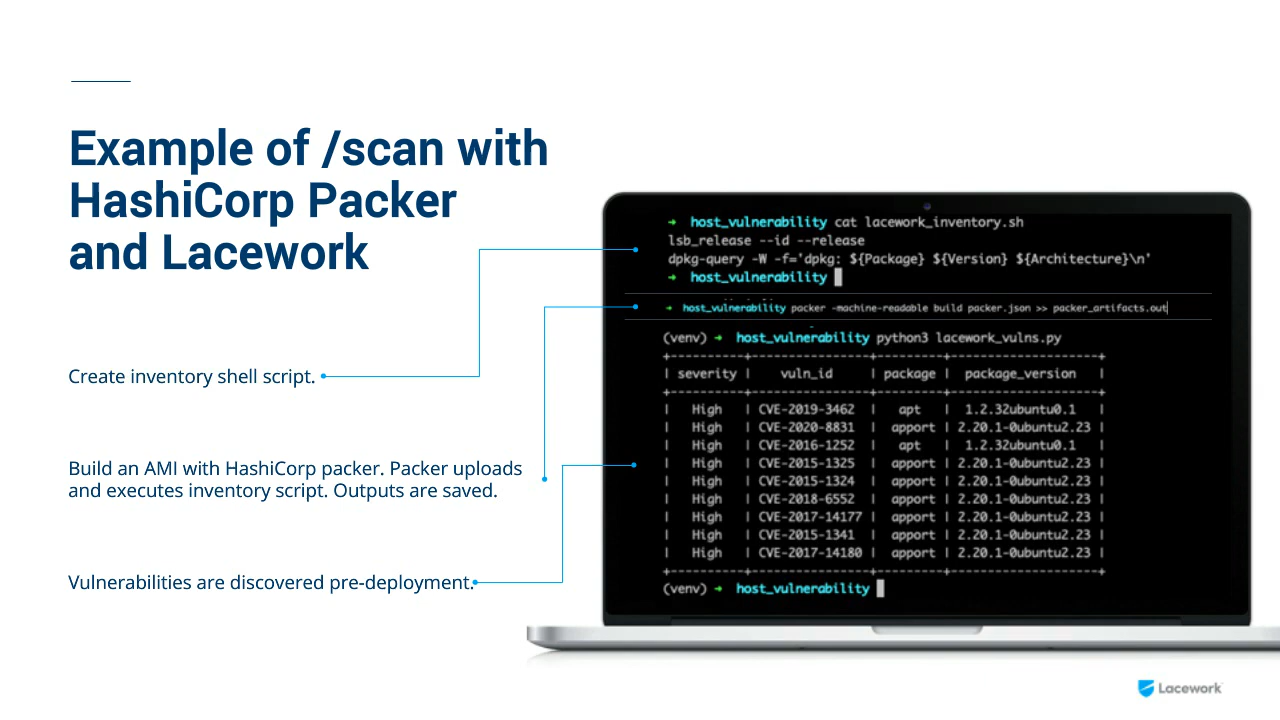 Example of /scan with
HashiCorp Packer
and Lacework
Create inventory shell script.
Build an AMI with HashiCorp packer. Packer uploads
and executes inventory script. Outputs are saved.
Vulnerabilities are discovered pre-deployment.
➜ host_vulnerability cat lacework_inventory.sh
lsb_release --id --release
dpkg-query -W -f='dpkg: ${Package} ${Version} ${Architecture}\n'
➜ host_vulnerability
➜ host_vulnerability packer -machine-readable build packer.json >> packer_artifacts.out
(venv) ➜ host_vulnerability python3 lacework_vulns.py
+----------+----------------+---------+--------------------+
| severity | vuln_id | package | package_version
+----------+----------------+---------+--------------------+
| High | CVE-2019-3462 | apt | 1.2.32ubuntu0.1 |
| High | CVE-2020-8831 | apport | 2.20.1-0ubuntu2.23 |
| High | CVE-2016-1252 | apt | 1.2.32ubuntu0.1 |
| High | CVE-2015-1325 | apport | 2.20.1-0ubuntu2.23 |
| High | CVE-2015-1324 | apport | 2.20.1-0ubuntu2.23 |
| High | CVE-2018-6552 | apport | 2.20.1-0ubuntu2.23 |
| High | CVE-2017-14177 | apport | 2.20.1-0ubuntu2.23 |
| High | CVE-2015-1341 | apport | 2.20.1-0ubuntu2.23 |
| High | CVE-2017-14180 | apport | 2.20.1-0ubuntu2.23 |
+----------+----------------+---------+--------------------+
(venv) ➜ host_vulnerability
Lacework